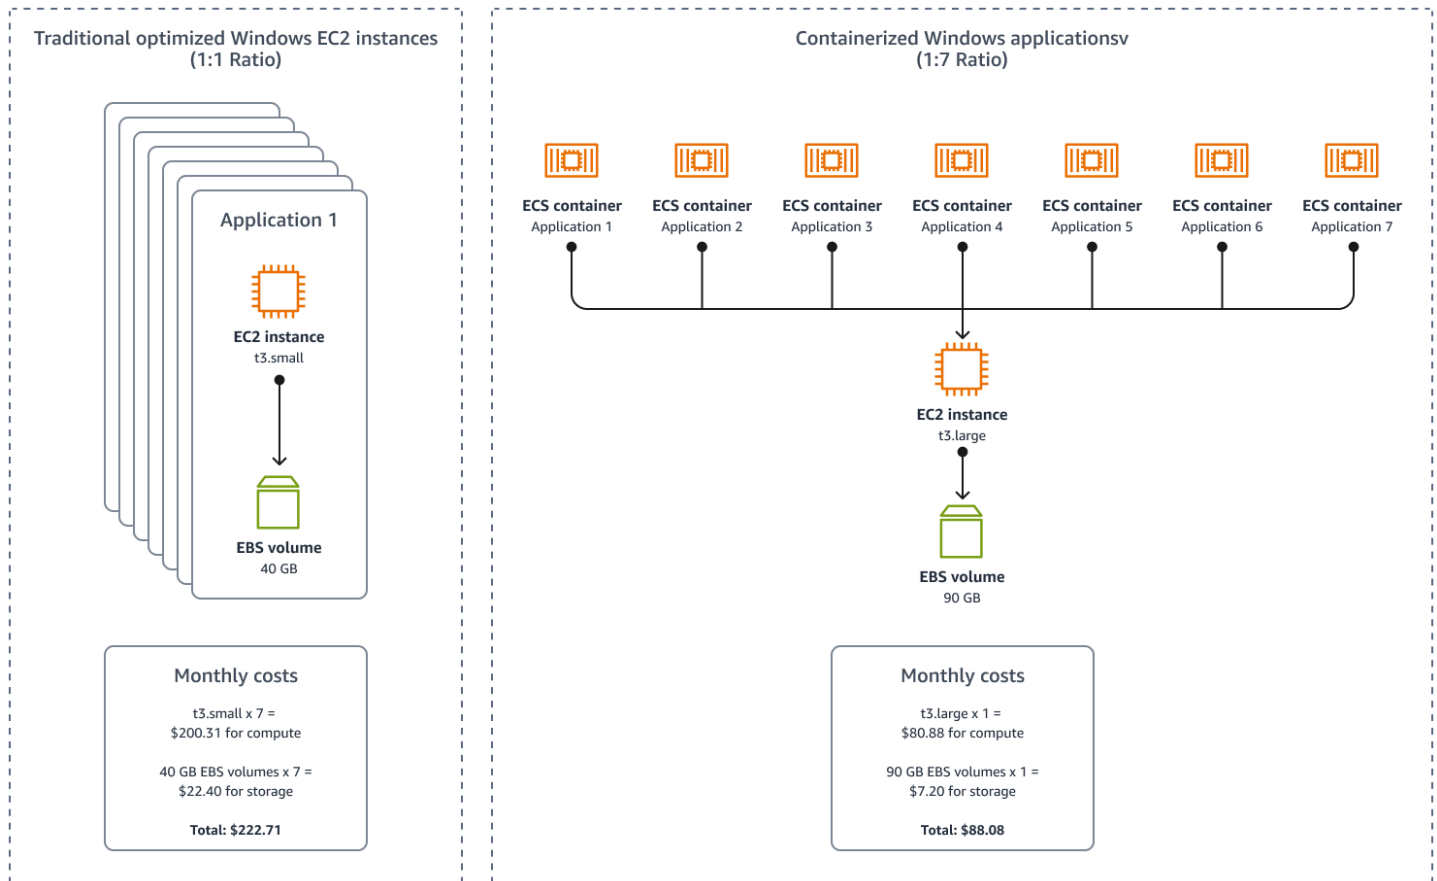 Traditional optimized Windows EC2 instances
(1:1 Ratio)
Application 1
EC2 instance
t3.small
EBS volume
40 GB
Monthly costs
t3.small x 7 =
$200.31 for compute
40 GB EBS volumes x 7 =
$22.40 for storage
Total: $222.71
Containerized Windows applicationsv
(1:7 Ratio)
ECS container
Application 1
ECS container
Application 2
ECS container
Application 3
ECS container
Application 4
ECS container
Application 5
ECS container
Application 6
ECS container
Application 7
EC2 instance
t3.large
EBS volume
90 GB
Monthly costs
t3.large x 1 =
$80.88 for compute
90 GB EBS volumes x 1 =
$7.20 for storage
Total: $88.08